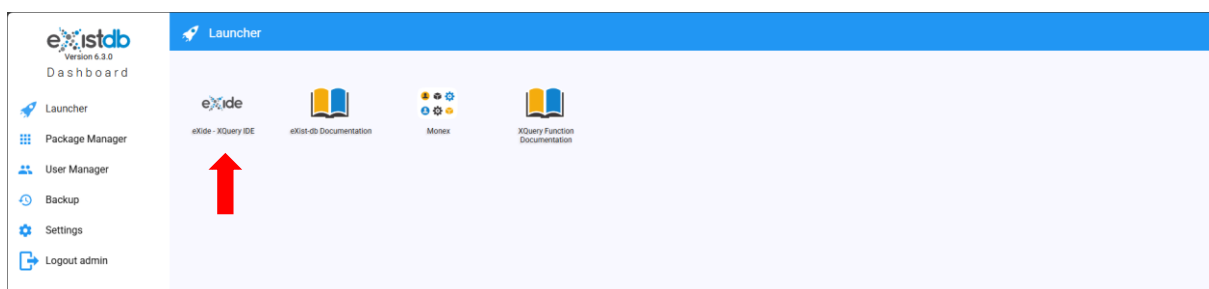 eXistdb
Version 6.3.0
Dashboard
Launcher
Package Manager
User Manager
Backup
Settings
Logout admin
Launcher
eXide
eXide - XQuery IDE
eXist-db Documentation
Monex
XQuery Function
Documentation